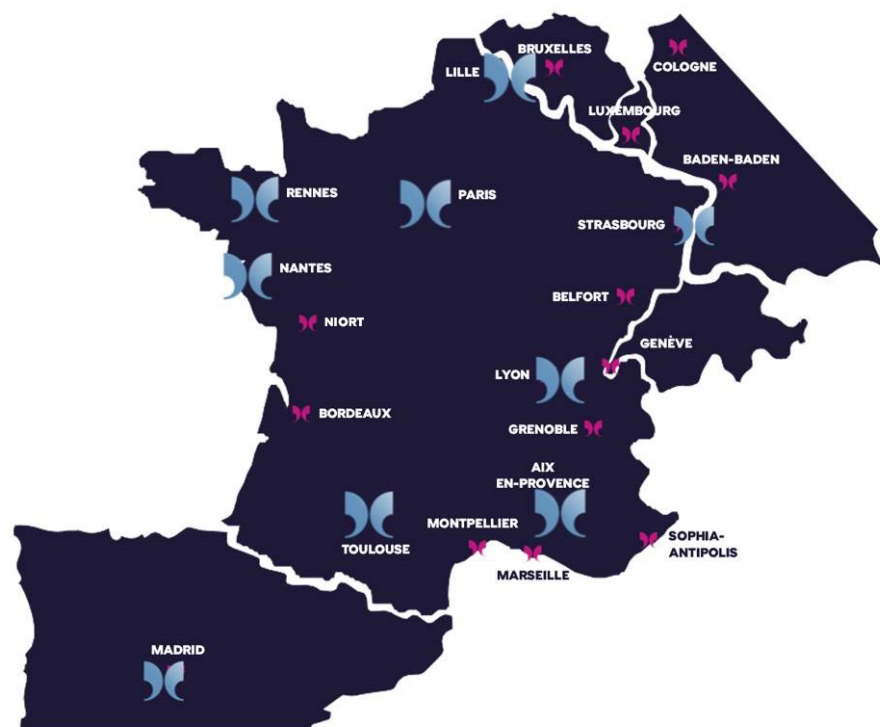 BRUXELLES
COLOGNE
LILLE
LUXEMBOURG
BADEN-BADEN
RENNES
PARIS
STRASBOURG
NANTES
BELFORT
NIORT
GENÈVE
LYON
BORDEAUX
GRENOBLE
AIX
EN-PROVENCE
MONTPELLIER
SOPHIA-
ANTIPOLIS
TOULOUSE
MARSEILLE
MADRID